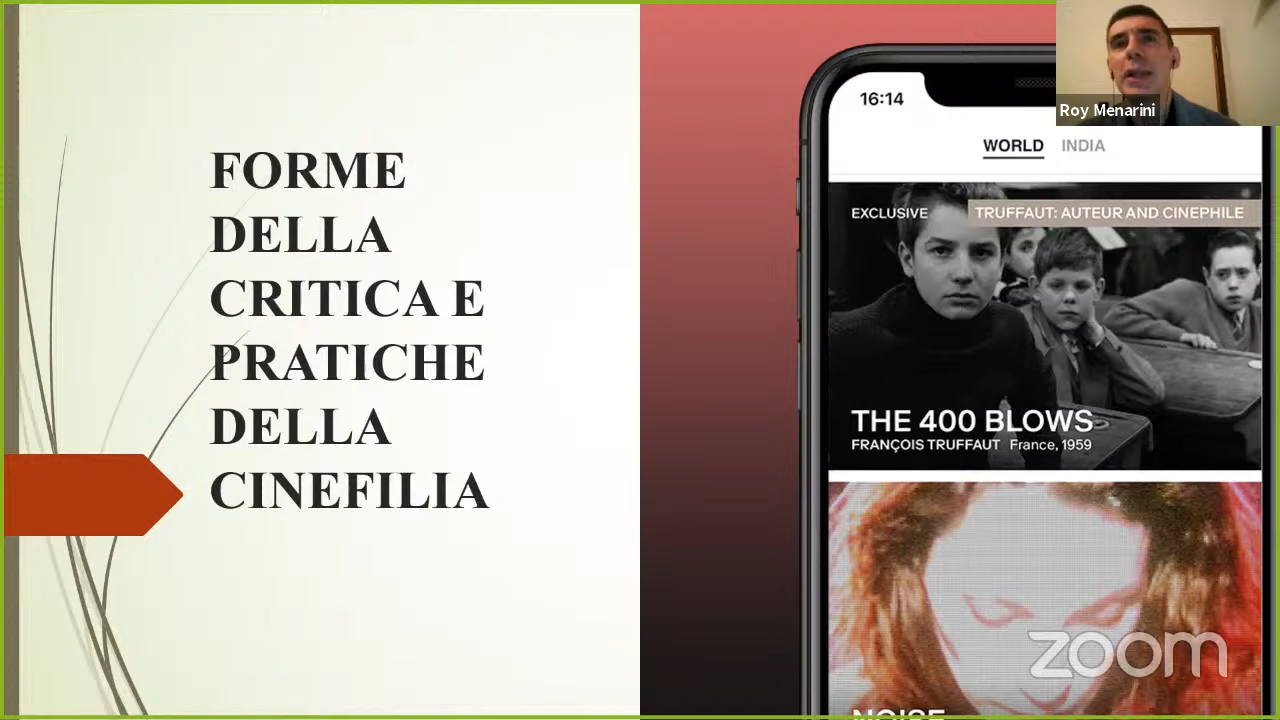 FORME
DELLA
CRITICA E
PRATICHE
DELLA
CINEFILIA
16:14
WORLD INDIA
EXCLUSIVE TRUFFAUT: AUTEUR AND CINEPHILE
THE 400 BLOWS
FRANÇOIS TRUFFAUT France, 1959
NOISE
Roy Menarini
zoom